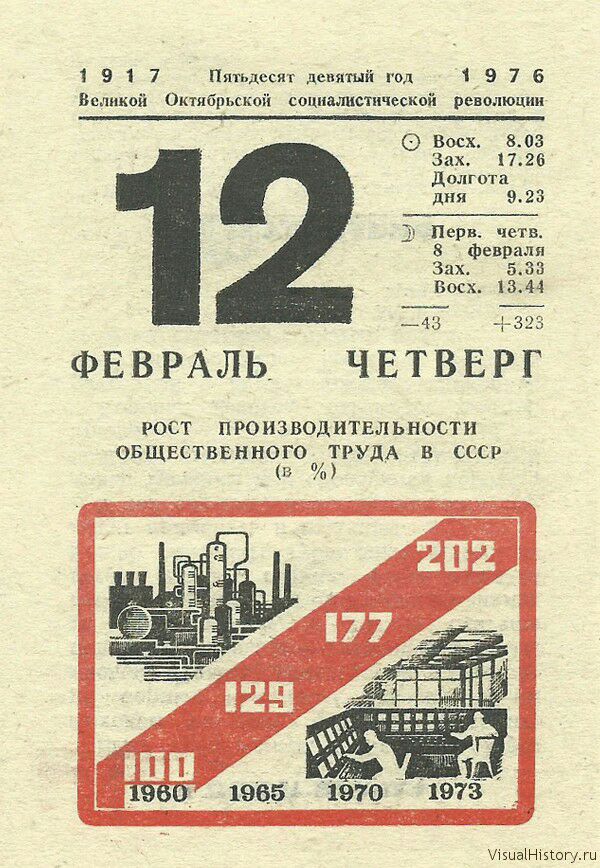 1917 Пятьдесят девятый год 1976
Великой Октябрьской социалистической революции
12
Восх. 8.03
Зах. 17.26
Долгота
дня 9.23
Перв. четв.
8 февраля
Зах. 5.33
Восх. 13.44
—43 +323
ФЕВРАЛЬ ЧЕТВЕРГ
РОСТ ПРОИЗВОДИТЕЛЬНОСТИ
ОБЩЕСТВЕННОГО ТРУДА В СССР
(в %)
202
177
129
100
1960 1965 1970 1973
VisualHistory.ru